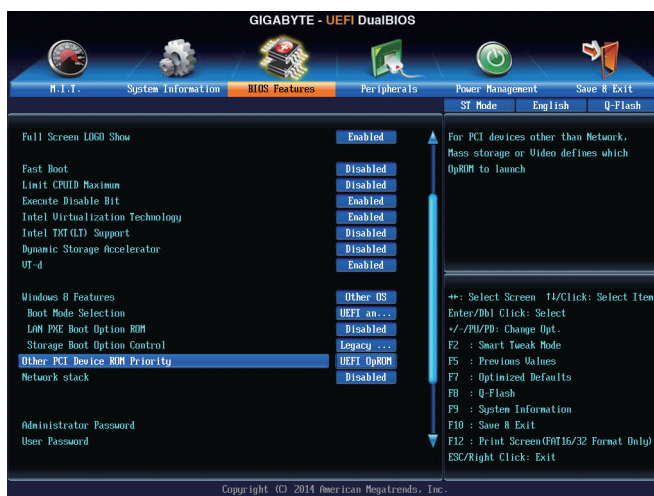 GIGABYTE - UEFI DualBIOS
M.I.T. System Information BIOS Features Peripherals Power Management Save & Exit
ST Mode English Q-Flash
Full Screen LOGO Show Enabled
Fast Boot Disabled
Limit CPUID Maximum Disabled
Execute Disable Bit Enabled
Intel Virtualization Technology Enabled
Intel TXT(LT) Support Disabled
Dynamic Storage Accelerator Disabled
VT-d Enabled
Windows 8 Features Other OS
Boot Mode Selection UEFI an...
LAN PXE Boot Option ROM Disabled
Storage Boot Option Control Legacy ...
Other PCI Device ROM Priority UEFI OpROM
Network stack Disabled
Administrator Password
User Password
For PCI devices other than Network,
Mass storage or Video defines which
OpROM to launch
→←: Select Screen ↑↓/Click: Select Item
Enter/Dbl Click: Select
+/-/PU/PD: Change Opt.
F2 : Smart Tweak Mode
F5 : Previous Values
F7 : Optimized Defaults
F8 : Q-Flash
F9 : System Information
F10 : Save & Exit
F12 : Print Screen(FAT16/32 Format Only)
ESC/Right Click: Exit
Copyright (C) 2014 American Megatrends, Inc.